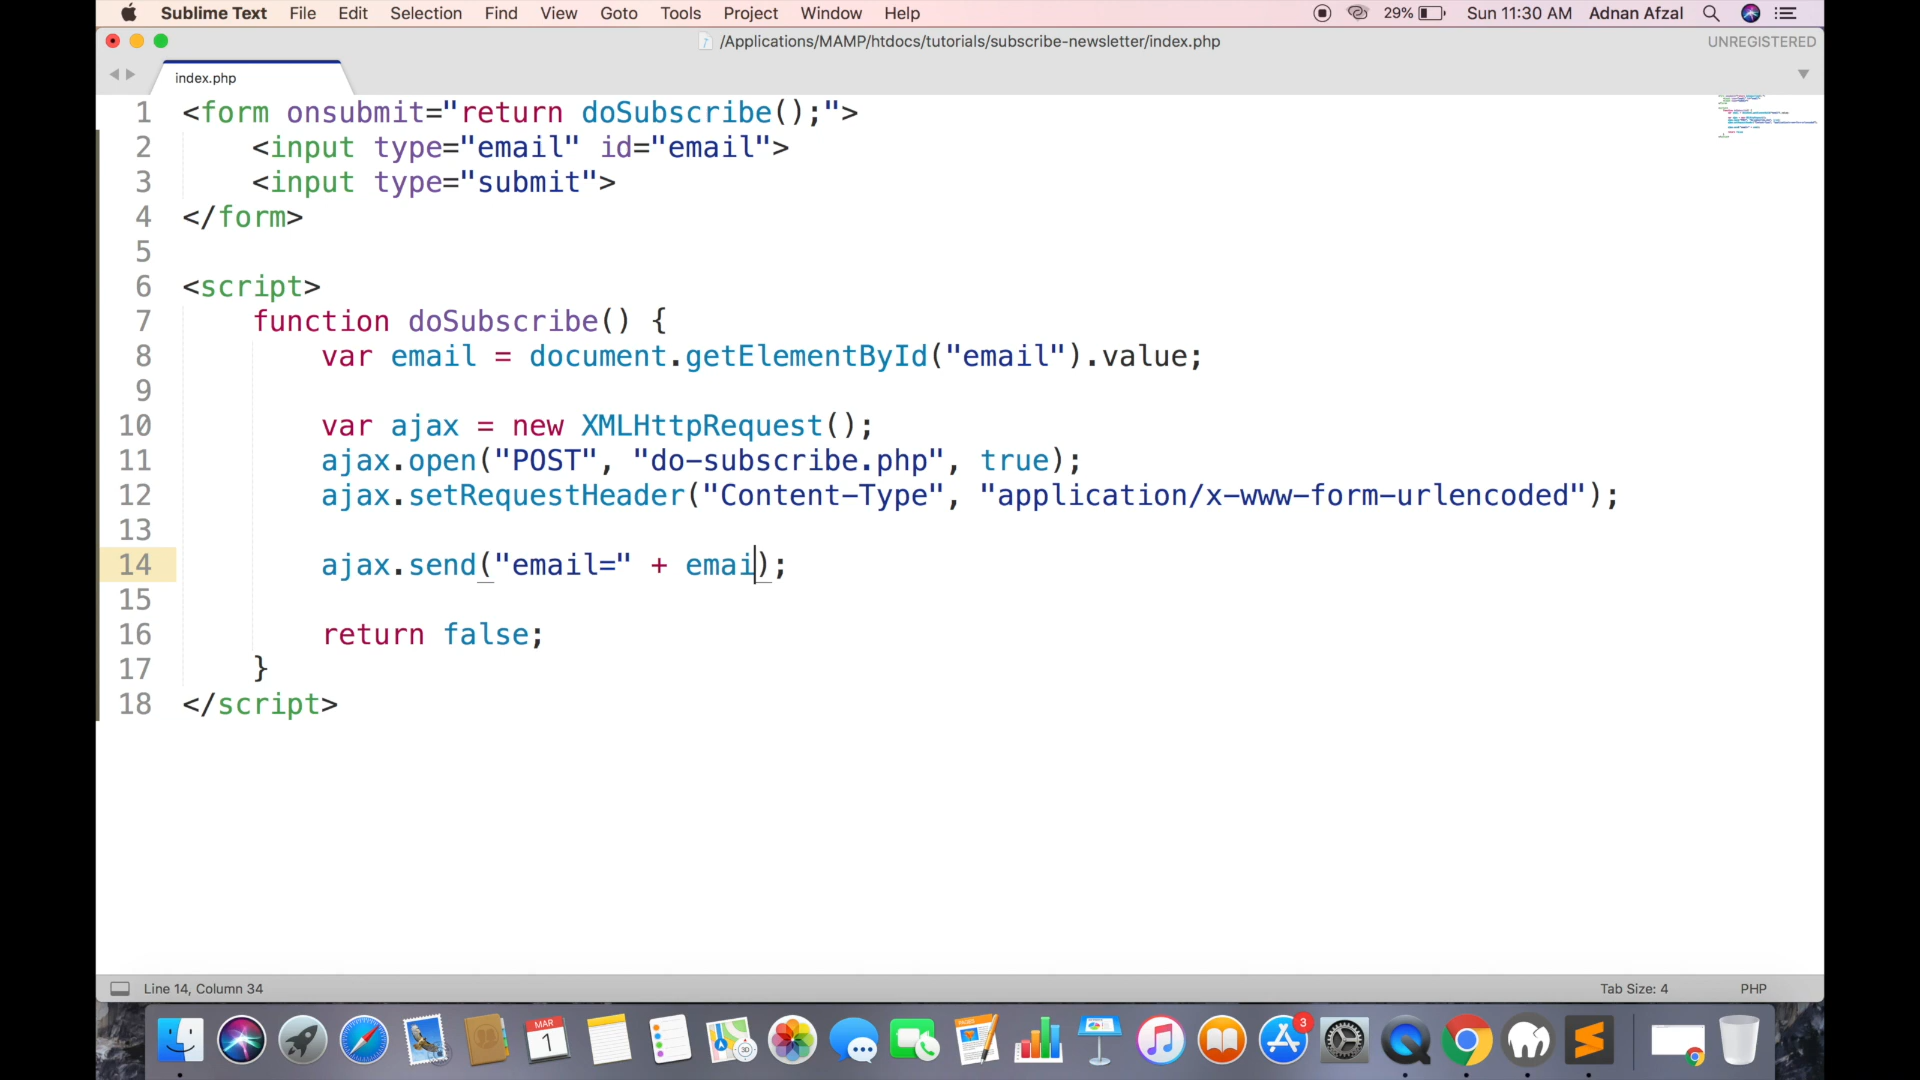 Sublime Text File Edit Selection Find View Goto Tools Project Window Help 29% Sun 11:30 AM Adnan Afzal
/Applications/MAMP/htdocs/tutorials/subscribe-newsletter/index.php UNREGISTERED
index.php
1 <form onsubmit="return doSubscribe();">
2 <input type="email" id="email">
3 <input type="submit">
4 </form>
5
6 <script>
7 function doSubscribe() {
8 var email = document.getElementById("email").value;
9
10 var ajax = new XMLHttpRequest();
11 ajax.open("POST", "do-subscribe.php", true);
12 ajax.setRequestHeader("Content-Type", "application/x-www-form-urlencoded");
13
14 ajax.send("email=" + emai);
15
16 return false;
17 }
18 </script>
Line 14, Column 34 Tab Size: 4 PHP
MAR
1
PAGES
3